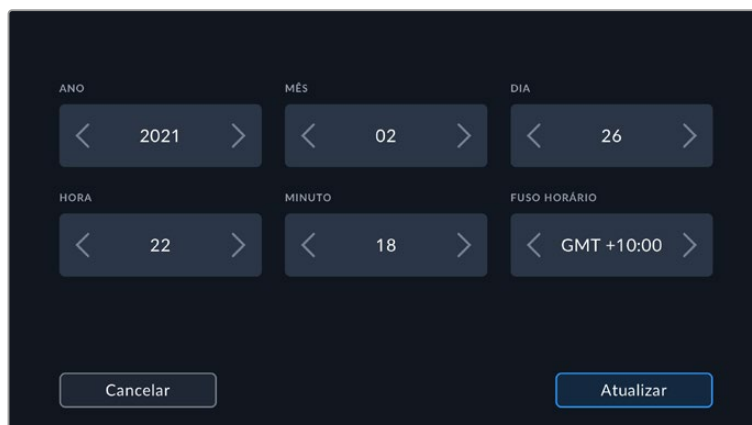 ANO MÊS DIA
2021 02 26
HORA MINUTO FUSO HORÁRIO
22 18 GMT +10:00
Cancelar Atualizar